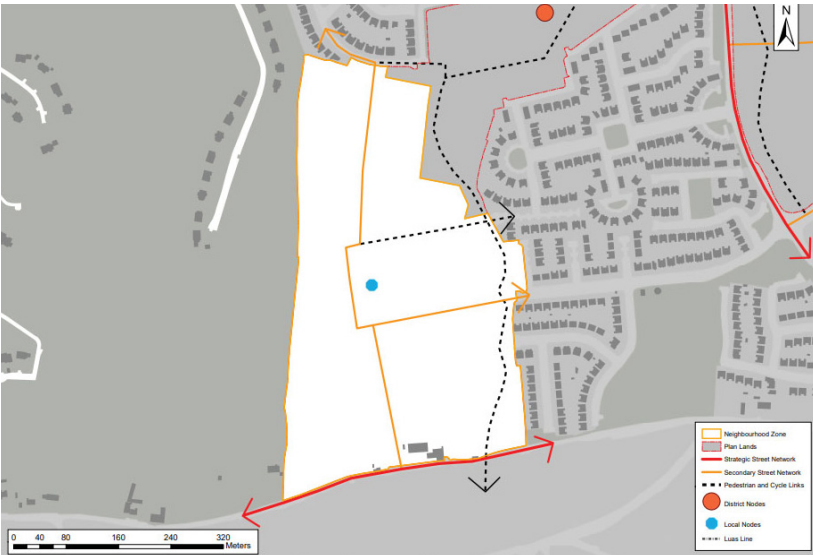 N
Neighbourhood Zone
Plan Lands
Strategic Street Network
Secondary Street Network
Pedestrian and Cycle Links
District Nodes
Local Nodes
Luas Line
0 40 80 160 240 320
Meters